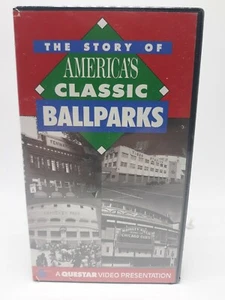 THE STORY OF
AMERICA'S
CLASSIC
BALLPARKS
A QUESTAR VIDEO PRESENTATION